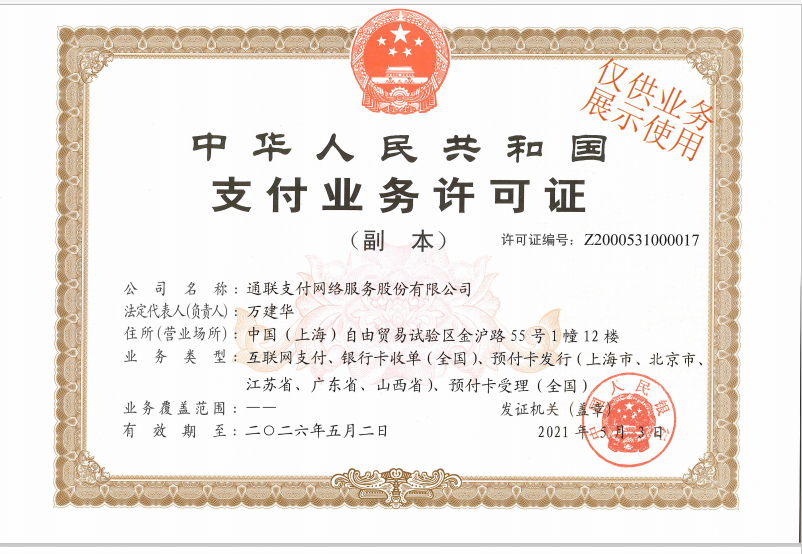 仅供业务
展示使用
中华人民共和国
支付业务许可证
（副 本）
许可证编号：Z2000531000017
公司名称：通联支付网络服务股份有限公司
法定代表人(负责人)：万建华
住所(营业场所)：中国（上海）自由贸易试验区金沪路55号1幢12楼
业务类型：互联网支付、银行卡收单（全国）、预付卡发行（上海市、北京市、
江苏省、广东省、山西省）、预付卡受理（全国）
业务覆盖范围：——
发证机关（盖章）
有效期至：二〇二六年五月二日
2021年5月3日
中国人民银行